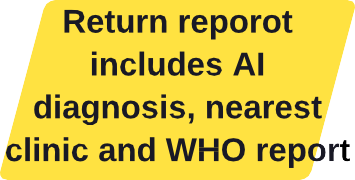 Return reporot
includes AI
diagnosis, nearest
clinic and WHO report